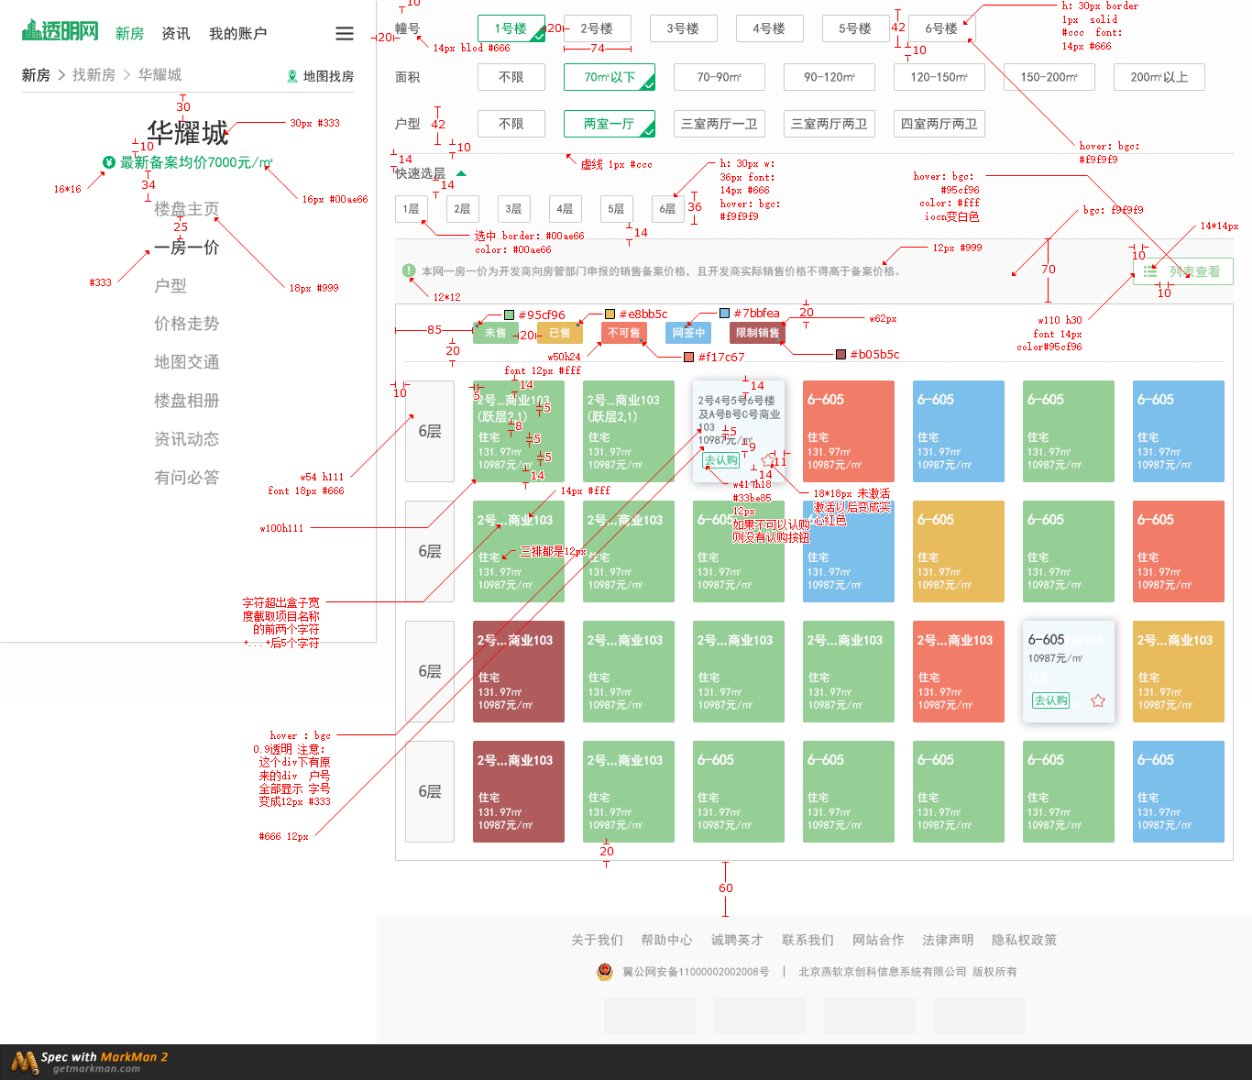 透明网 新房 资讯 我的账户
新房 > 找新房 > 华耀城 地图找房
30
华耀城
30px #333
10
最新备案均价7000元/㎡
16*16
34
16px #00ae66
楼盘主页
25
一房一价
#333
18px #999
户型
价格走势
地图交通
楼盘相册
资讯动态
有问必答
10
20
幢号 1号楼 2号楼 3号楼 4号楼 5号楼 6号楼
20
74
42
10
14px blod #666
h: 30px border
1px solid
#ccc font:
14px #666
面积 不限 70㎡以下 70-90㎡ 90-120㎡ 120-150㎡ 150-200㎡ 200㎡以上
户型 不限 两室一厅 三室两厅一卫 三室两厅两卫 四室两厅两卫
42
10
14
虚线 1px #ccc
hover: bgc:
#f9f9f9
快速选层
14
h: 30px w:
36px font:
14px #666
hover: bgc:
#f9f9f9
hover: bgc:
#95cf96
color: #fff
iocn变白色
1层 2层 3层 4层 5层 6层
36
14
选中 border: #00ae66
color: #00ae66
bgc: f9f9f9
12px #999
14*14px
本网一房一价为开发商向房管部门申报的销售备案价格，且开发商实际销售价格不得高于备案价格。
12*12
70
10
列表查看
10
w110 h30
font 14px
color#95cf96
#95cf96 #e8bb5c #7bbfea
20
w62px
85
未售 20 已售 不可售 网签中 限制销售
20
w50h24
font 12px #fff
#f17c67
#b05b5c
10
6层
5
14
2号...商业103
(跃层2,1)
5
8
住宅
5
131.97㎡
5
10987元/㎡
14
2号...商业103
(跃层2,1)
住宅
131.97㎡
10987元/㎡
14
2号4号5号6号楼
及A号B号C号商业
103
5
10987元/㎡
9
去认购
11
14
6-605
住宅
131.97㎡
10987元/㎡
6-605
住宅
131.97㎡
10987元/㎡
6-605
住宅
131.97㎡
10987元/㎡
6-605
住宅
131.97㎡
10987元/㎡
w54 h111
font 18px #666
w100h111
14px #fff
w41 h18
#33be85
12px
如果不可以认购
则没有认购按钮
18*18px 未激活
激活以后变成实
心红色
6层
2号...商业103
住宅
131.97㎡
10987元/㎡
三排都是12px
2号...商业103
住宅
131.97㎡
10987元/㎡
6-605
住宅
131.97㎡
10987元/㎡
住宅
131.97㎡
10987元/㎡
6-605
住宅
131.97㎡
10987元/㎡
6-605
住宅
131.97㎡
10987元/㎡
6-605
住宅
131.97㎡
10987元/㎡
字符超出盒子宽
度截取项目名称
的前两个字符
+...+后5个字符
6层
2号...商业103
住宅
131.97㎡
10987元/㎡
2号...商业103
住宅
131.97㎡
10987元/㎡
2号...商业103
住宅
131.97㎡
10987元/㎡
2号...商业103
住宅
131.97㎡
10987元/㎡
2号...商业103
住宅
131.97㎡
10987元/㎡
6-605
10987元/㎡
住宅
去认购
2号...商业103
住宅
131.97㎡
10987元/㎡
hover : bgc
0.9透明 注意:
这个div下有原
来的div 户号
全部显示 字号
变成12px #333
#666 12px
6层
2号...商业103
住宅
131.97㎡
10987元/㎡
2号...商业103
住宅
131.97㎡
10987元/㎡
6-605
住宅
131.97㎡
10987元/㎡
6-605
住宅
131.97㎡
10987元/㎡
6-605
住宅
131.97㎡
10987元/㎡
6-605
住宅
131.97㎡
10987元/㎡
6-605
住宅
131.97㎡
10987元/㎡
20
60
关于我们 帮助中心 诚聘英才 联系我们 网站合作 法律声明 隐私权政策
冀公网安备11000002002008号 | 北京燕软京创科信息系统有限公司 版权所有
Spec with MarkMan 2
getmarkman.com